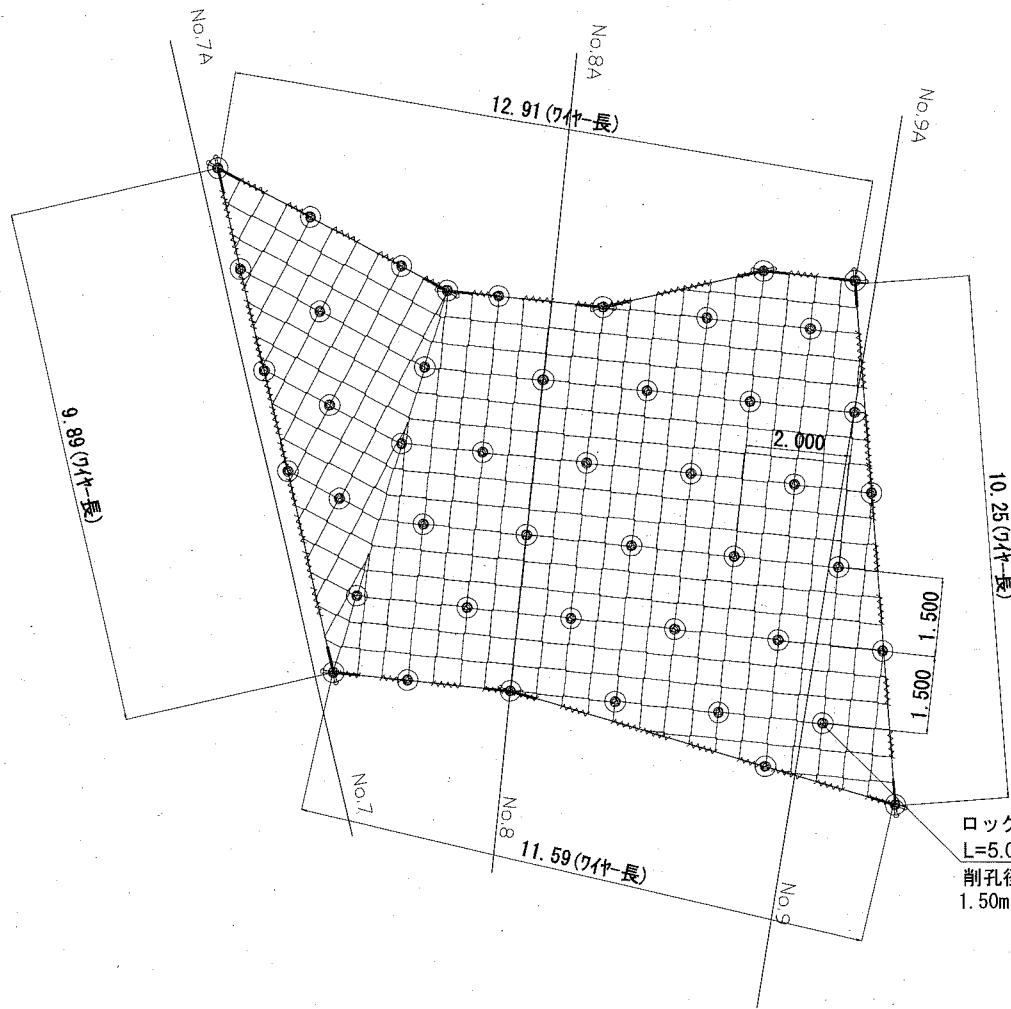 No.7A
No.8A
No.9A
12.91(ワイヤー長)
9.89(ワイヤー長)
10.25(ワイヤー長)
2.000
1.500
1.500
No.7
No.8
No.9
11.59(ワイヤー長)
ロック
L=5.0
削孔径
1.50m